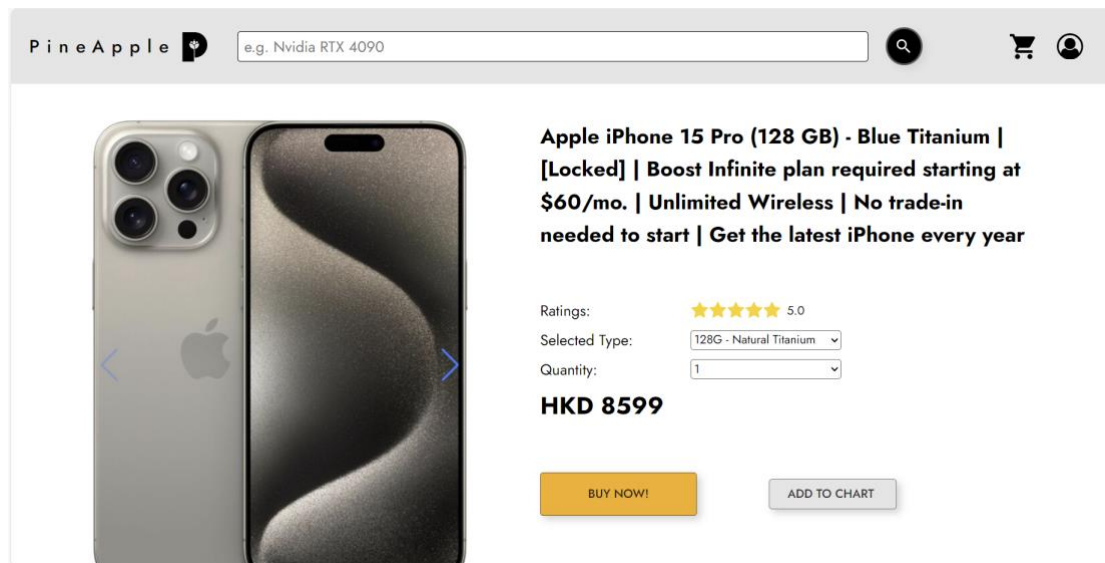 PineApple
e.g. Nvidia RTX 4090
Apple iPhone 15 Pro (128 GB) - Blue Titanium |
[Locked] | Boost Infinite plan required starting at
$60/mo. | Unlimited Wireless | No trade-in
needed to start | Get the latest iPhone every year
Ratings: 5.0
Selected Type: 128G - Natural Titanium
Quantity: 1
HKD 8599
BUY NOW! ADD TO CHART